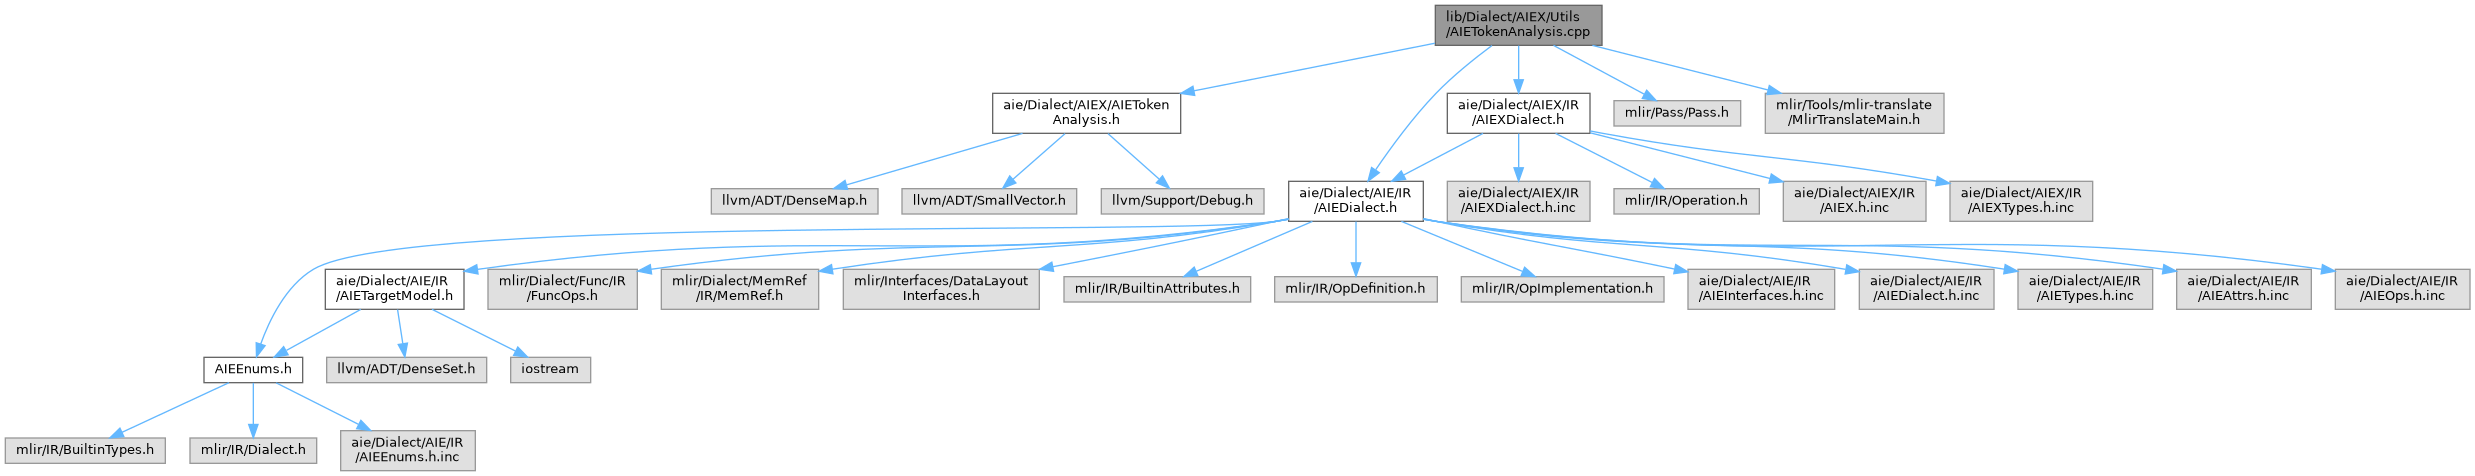 lib/Dialect/AIEX/Utils
/AIETokenAnalysis.cpp
aie/Dialect/AIEX/AIEToken
Analysis.h
aie/Dialect/AIEX/IR
/AIEXDialect.h
mlir/Pass/Pass.h
mlir/Tools/mlir-translate
/MlirTranslateMain.h
llvm/ADT/DenseMap.h
llvm/ADT/SmallVector.h
llvm/Support/Debug.h
aie/Dialect/AIE/IR
/AIEDialect.h
aie/Dialect/AIEX/IR
/AIEXDialect.h.inc
mlir/IR/Operation.h
aie/Dialect/AIEX/IR
/AIEX.h.inc
aie/Dialect/AIEX/IR
/AIEXTypes.h.inc
aie/Dialect/AIE/IR
/AIETargetModel.h
mlir/Dialect/Func/IR
/FuncOps.h
mlir/Dialect/MemRef
/IR/MemRef.h
mlir/Interfaces/DataLayout
Interfaces.h
mlir/IR/BuiltinAttributes.h
mlir/IR/OpDefinition.h
mlir/IR/OpImplementation.h
aie/Dialect/AIE/IR
/AIEInterfaces.h.inc
aie/Dialect/AIE/IR
/AIEDialect.h.inc
aie/Dialect/AIE/IR
/AIETypes.h.inc
aie/Dialect/AIE/IR
/AIEAttrs.h.inc
aie/Dialect/AIE/IR
/AIEOps.h.inc
AIEEnums.h
llvm/ADT/DenseSet.h
iostream
mlir/IR/BuiltinTypes.h
mlir/IR/Dialect.h
aie/Dialect/AIE/IR
/AIEEnums.h.inc